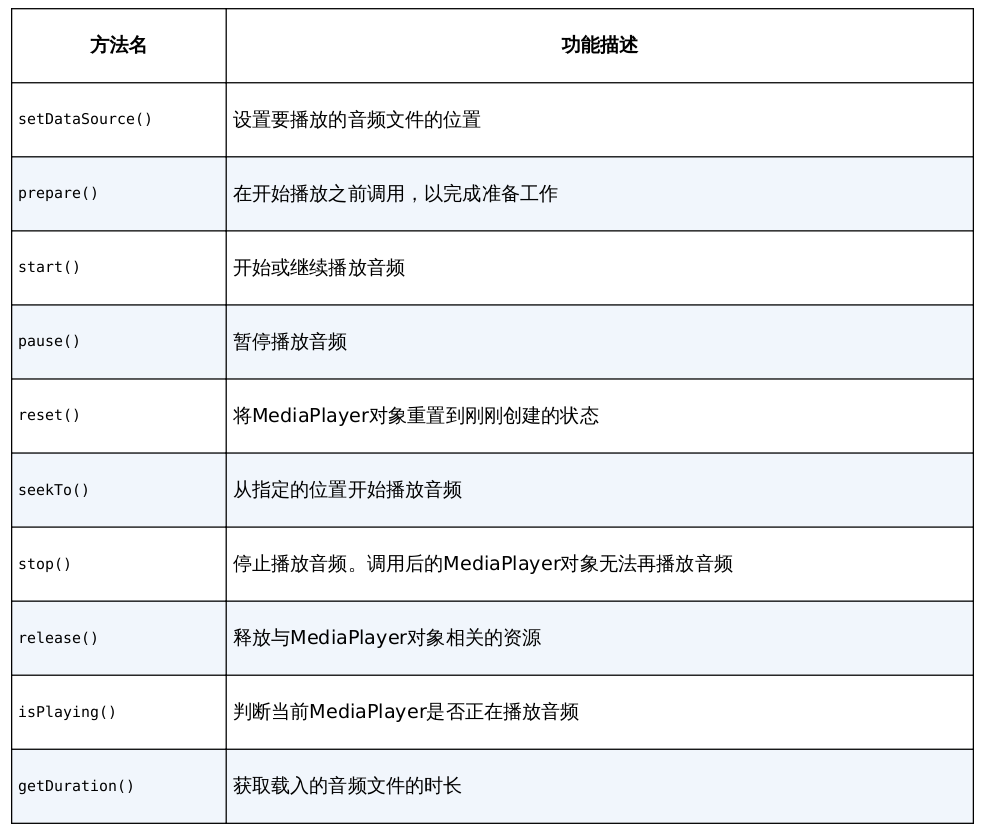 方法名 功能描述
setDataSource() 设置要播放的音频文件的位置
prepare() 在开始播放之前调用，以完成准备工作
start() 开始或继续播放音频
pause() 暂停播放音频
reset() 将MediaPlayer对象重置到刚刚创建的状态
seekTo() 从指定的位置开始播放音频
stop() 停止播放音频。调用后的MediaPlayer对象无法再播放音频
release() 释放与MediaPlayer对象相关的资源
isPlaying() 判断当前MediaPlayer是否正在播放音频
getDuration() 获取载入的音频文件的时长